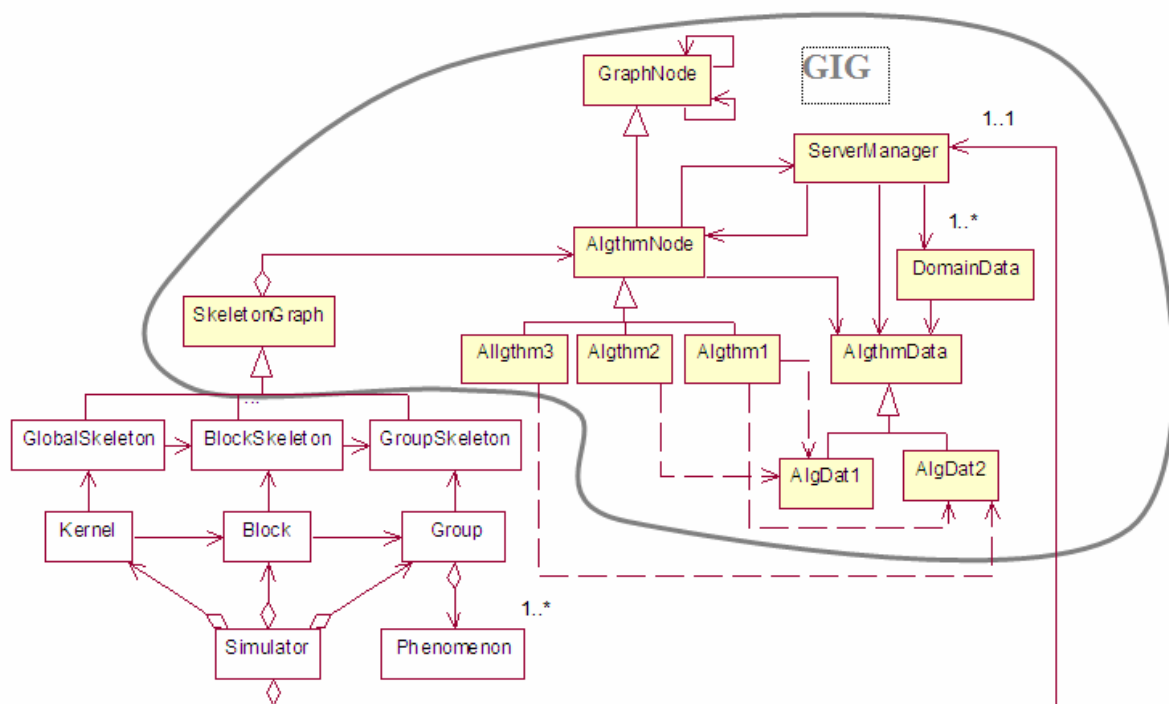 GraphNode
GIG
1..1
ServerManager
AlgthmNode
1..*
DomainData
SkeletonGraph
Allgthm3
Algthm2
Algthm1
AlgthmData
...
GlobalSkeleton
BlockSkeleton
GroupSkeleton
AlgDat1
AlgDat2
Kernel
Block
Group
1..*
Simulator
Phenomenon